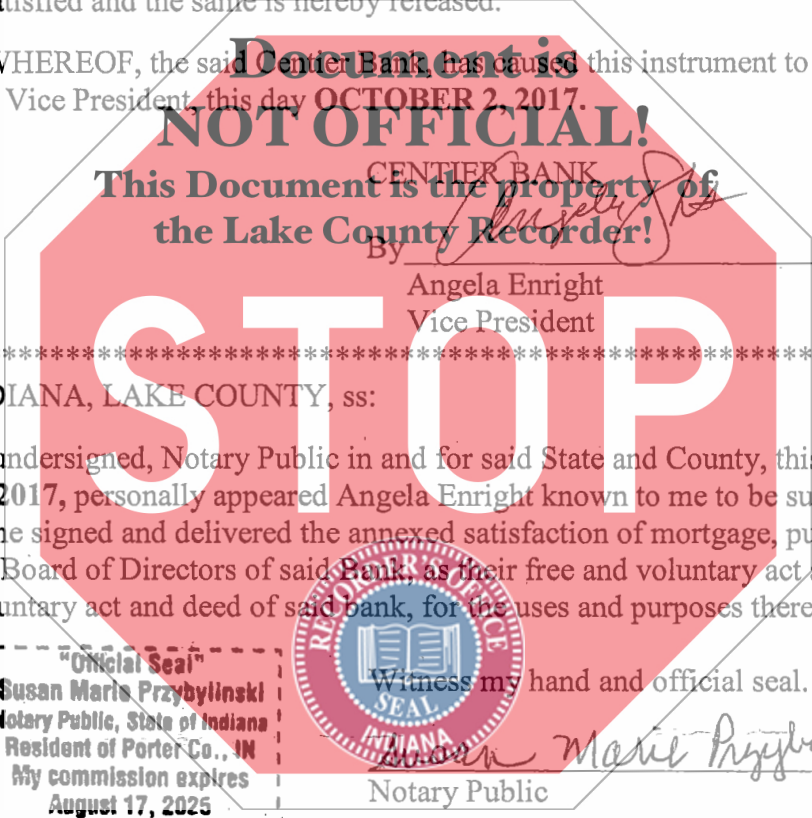 tisfied and the same is hereby released.
WHEREOF, the said Centier Bank, has caused this instrument to
Vice President, this day OCTOBER 2, 2017.
Document is
NOT OFFICIAL!
This Document is the property of
the Lake County Recorder!
CENTIER BANK
By
Angela Enright
Vice President
STOP
DIANA, LAKE COUNTY, ss:
undersigned, Notary Public in and for said State and County, this
2017, personally appeared Angela Enright known to me to be su
ne signed and delivered the annexed satisfaction of mortgage, pu
Board of Directors of said Bank, as their free and voluntary act
untary act and deed of said bank, for the uses and purposes there
RECORDER'S OFFICE
SEAL
INDIANA
"Official Seal"
Susan Marie Przybylinski
Notary Public, State of Indiana
Resident of Porter Co., IN
My commission expires
August 17, 2025
Witness my hand and official seal.
Susan Marie Przyby
Notary Public